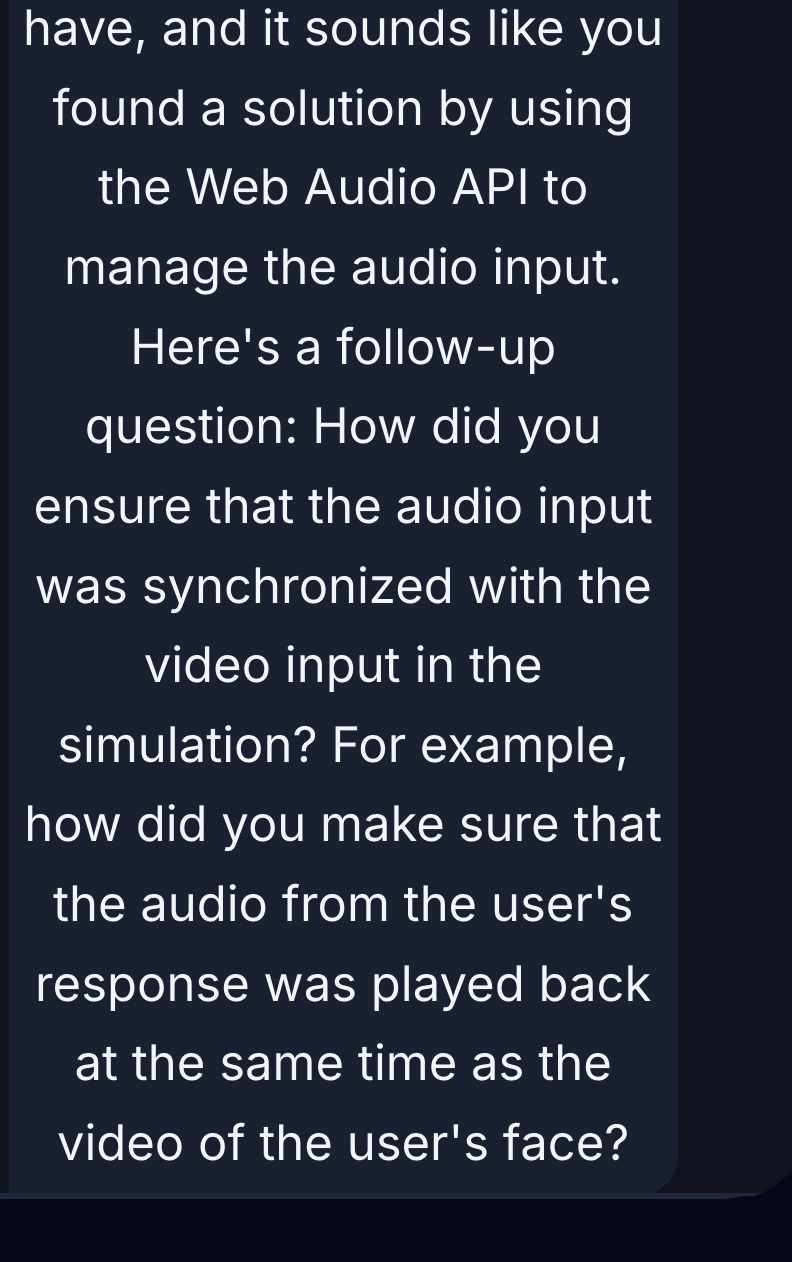 have, and it sounds like you
found a solution by using
the Web Audio API to
manage the audio input.
Here's a follow-up
question: How did you
ensure that the audio input
was synchronized with the
video input in the
simulation? For example,
how did you make sure that
the audio from the user's
response was played back
at the same time as the
video of the user's face?